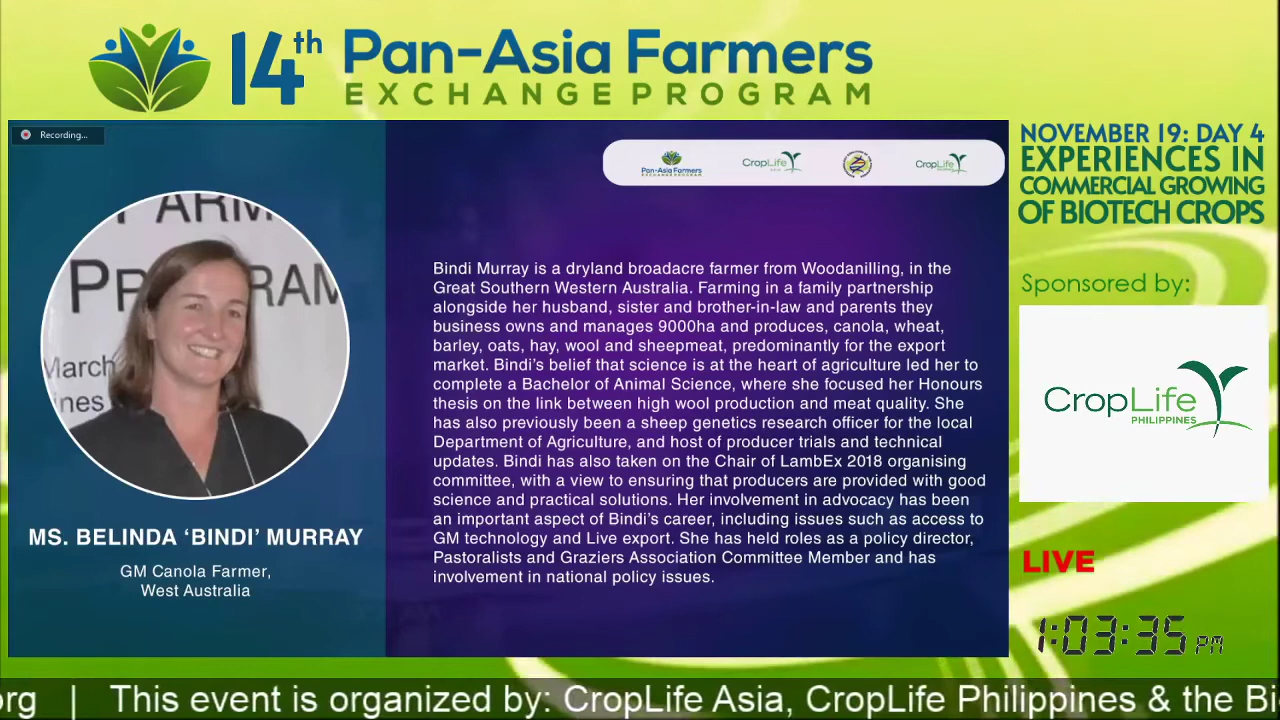 14th Pan-Asia Farmers
EXCHANGE PROGRAM
Recording...
Pan-Asia Farmers
EXCHANGE PROGRAM
CropLife
ASIA
CropLife
NOVEMBER 19: DAY 4
EXPERIENCES IN
COMMERCIAL GROWING
OF BIOTECH CROPS
Sponsored by:
CropLife
PHILIPPINES
LIVE
1:03:35 PM
March
MS. BELINDA ‘BINDI’ MURRAY
GM Canola Farmer,
West Australia
Bindi Murray is a dryland broadacre farmer from Woodanilling, in the
Great Southern Western Australia. Farming in a family partnership
alongside her husband, sister and brother-in-law and parents they
business owns and manages 9000ha and produces, canola, wheat,
barley, oats, hay, wool and sheepmeat, predominantly for the export
market. Bindi’s belief that science is at the heart of agriculture led her to
complete a Bachelor of Animal Science, where she focused her Honours
thesis on the link between high wool production and meat quality. She
has also previously been a sheep genetics research officer for the local
Department of Agriculture, and host of producer trials and technical
updates. Bindi has also taken on the Chair of LambEx 2018 organising
committee, with a view to ensuring that producers are provided with good
science and practical solutions. Her involvement in advocacy has been
an important aspect of Bindi’s career, including issues such as access to
GM technology and Live export. She has held roles as a policy director,
Pastoralists and Graziers Association Committee Member and has
involvement in national policy issues.
org | This event is organized by: CropLife Asia, CropLife Philippines & the Bi